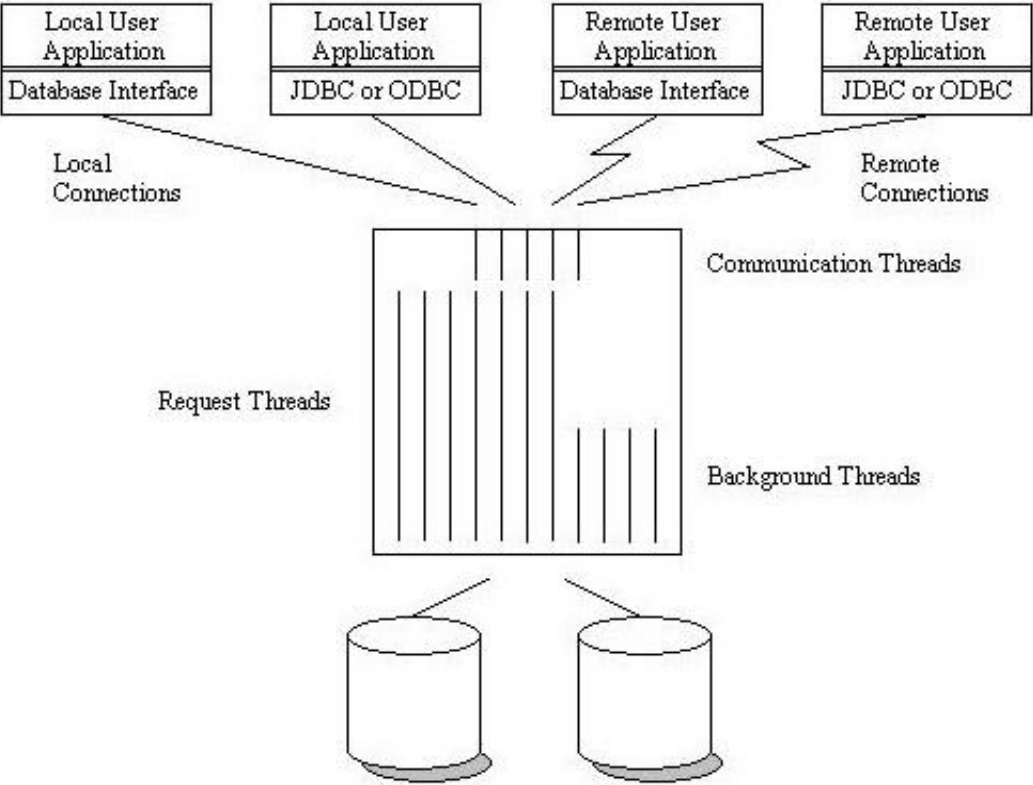 Local User
Application
Database Interface
Local User
Application
JDBC or ODBC
Remote User
Application
Database Interface
Remote User
Application
JDBC or ODBC
Local
Connections
Remote
Connections
Communication Threads
Request Threads
Background Threads